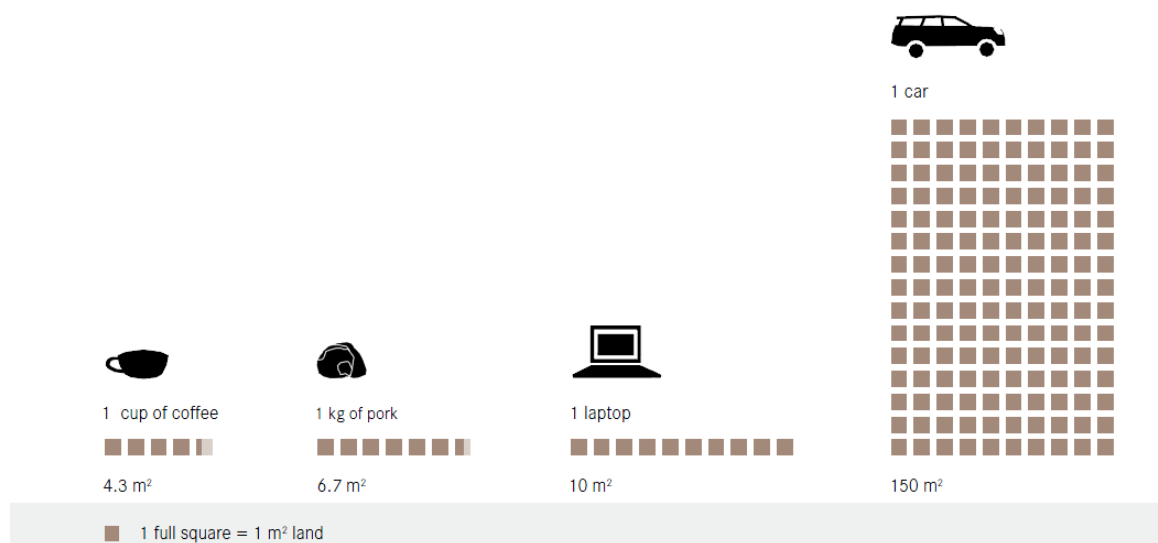 1 car
1 cup of coffee
1 kg of pork
1 laptop
4.3 m²
6.7 m²
10 m²
150 m²
1 full square = 1 m² land